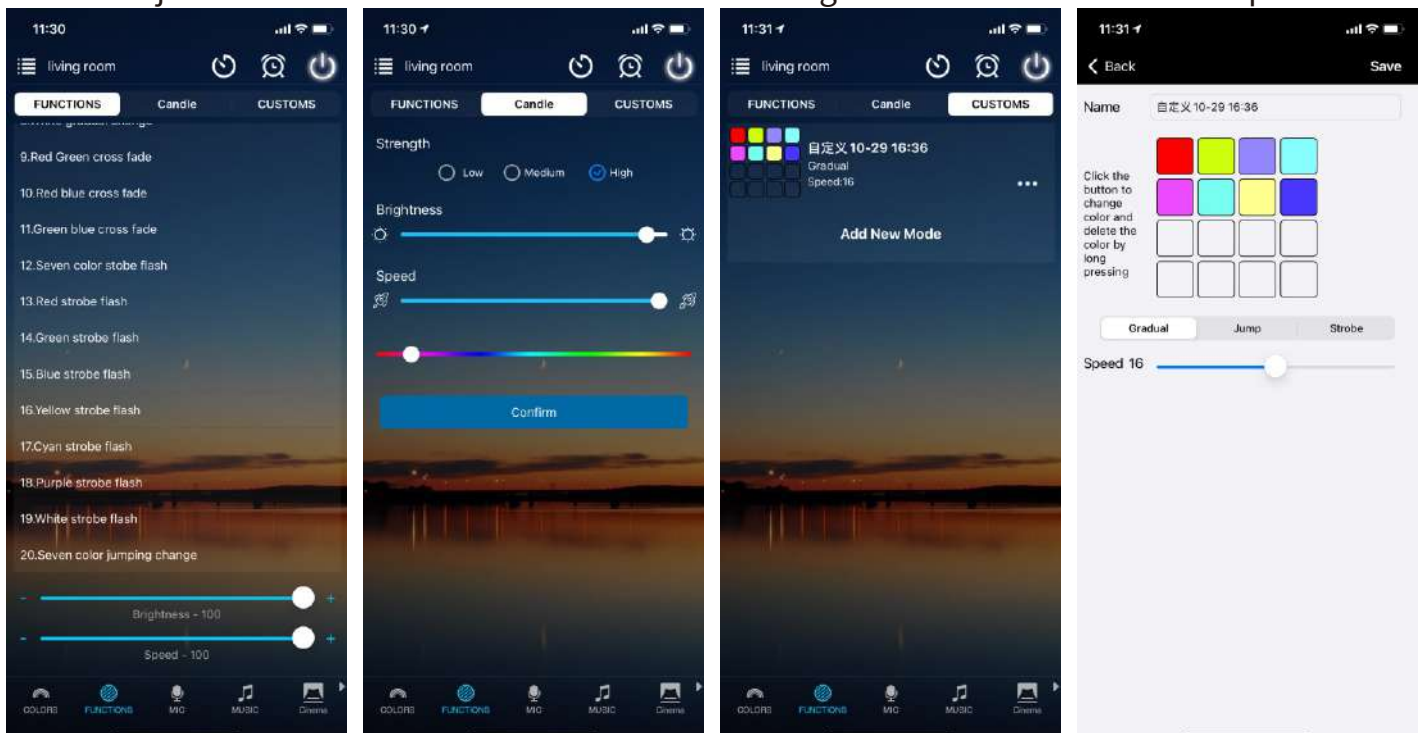 11:30
living room
FUNCTIONS Candle CUSTOMS
9.Red Green cross fade
10.Red blue cross fade
11.Green blue cross fade
12.Seven color stobe flash
13.Red strobe flash
14.Green strobe flash
15.Blue strobe flash
16.Yellow strobe flash
17.Cyan strobe flash
18.Purple strobe flash
19.White strobe flash
20.Seven color jumping change
- +
Brightness - 100
- +
Speed - 100
COLORS FUNCTIONS MIC MUSIC Cinema
11:30
living room
FUNCTIONS Candle CUSTOMS
Strength
Low Medium High
Brightness
Speed
Confirm
COLORS FUNCTIONS MIC MUSIC Cinema
11:31
living room
FUNCTIONS Candle CUSTOMS
自定义 10-29 16:36
Gradual
Speed:16
Add New Mode
COLORS FUNCTIONS MIC MUSIC Cinema
11:31
Back Save
Name 自定义 10-29 16:36
Click the
button to
change
color and
delete the
color by
long
pressing
Gradual Jump Strobe
Speed 16